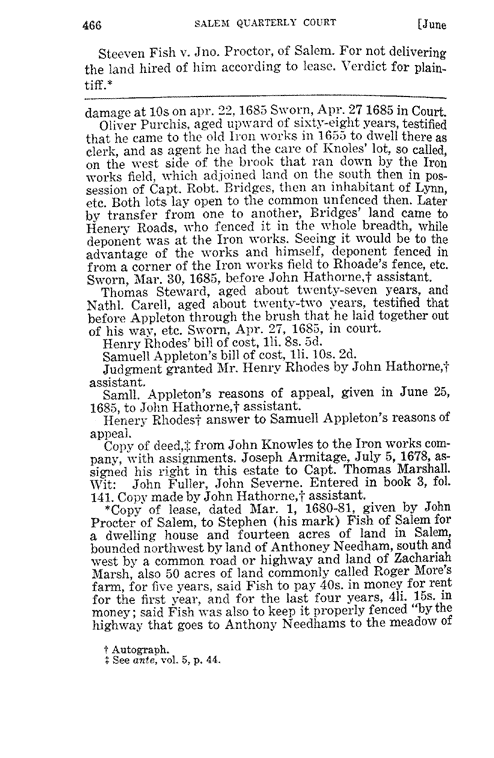 466 SALEM QUARTERLY COURT [June
Steeven Fish v. Jno. Proctor, of Salem. For not delivering
the land hired of him according to lease. Verdict for plain-
tiff.*
damage at 10s on apr. 22, 1685 Sworn, Apr. 27 1685 in Court.
Oliver Purchis, aged upward of sixty-eight years, testified
that he came to the old Iron works in 1655 to dwell there as
clerk, and as agent he had the care of Knoles' lot, so called,
on the west side of the brook that ran down by the Iron
works field, which adjoined land on the south then in pos-
session of Capt. Robt. Bridges, then an inhabitant of Lynn,
etc. Both lots lay open to the common unfenced then. Later
by transfer from one to another, Bridges' land came to
Henery Roads, who fenced it in the whole breadth, while
deponent was at the Iron works. Seeing it would be to the
advantage of the works and himself, deponent fenced in
from a corner of the Iron works field to Rhoade's fence, etc.
Sworn, Mar. 30, 1685, before John Hathorne,† assistant.
Thomas Steward, aged about twenty-seven years, and
Nathl. Carell, aged about twenty-two years, testified that
before Appleton through the brush that he laid together out
of his way, etc. Sworn, Apr. 27, 1685, in court.
Henry Rhodes' bill of cost, 1li. 8s. 5d.
Samuell Appleton's bill of cost, 1li. 10s. 2d.
Judgment granted Mr. Henry Rhodes by John Hathorne,†
assistant.
Samll. Appleton's reasons of appeal, given in June 25,
1685, to John Hathorne,† assistant.
Henery Rhodes† answer to Samuell Appleton's reasons of
appeal.
Copy of deed,‡ from John Knowles to the Iron works com-
pany, with assignments. Joseph Armitage, July 5, 1678, as-
signed his right in this estate to Capt. Thomas Marshall.
Wit: John Fuller, John Severne. Entered in book 3, fol.
141. Copy made by John Hathorne,† assistant.
*Copy of lease, dated Mar. 1, 1680-81, given by John
Procter of Salem, to Stephen (his mark) Fish of Salem for
a dwelling house and fourteen acres of land in Salem,
bounded northwest by land of Anthoney Needham, south and
west by a common road or highway and land of Zachariah
Marsh, also 50 acres of land commonly called Roger More's
farm, for five years, said Fish to pay 40s. in money for rent
for the first year, and for the last four years, 4li. 15s. in
money; said Fish was also to keep it properly fenced "by the
highway that goes to Anthony Needhams to the meadow of
† Autograph.
‡ See ante, vol. 5, p. 44.